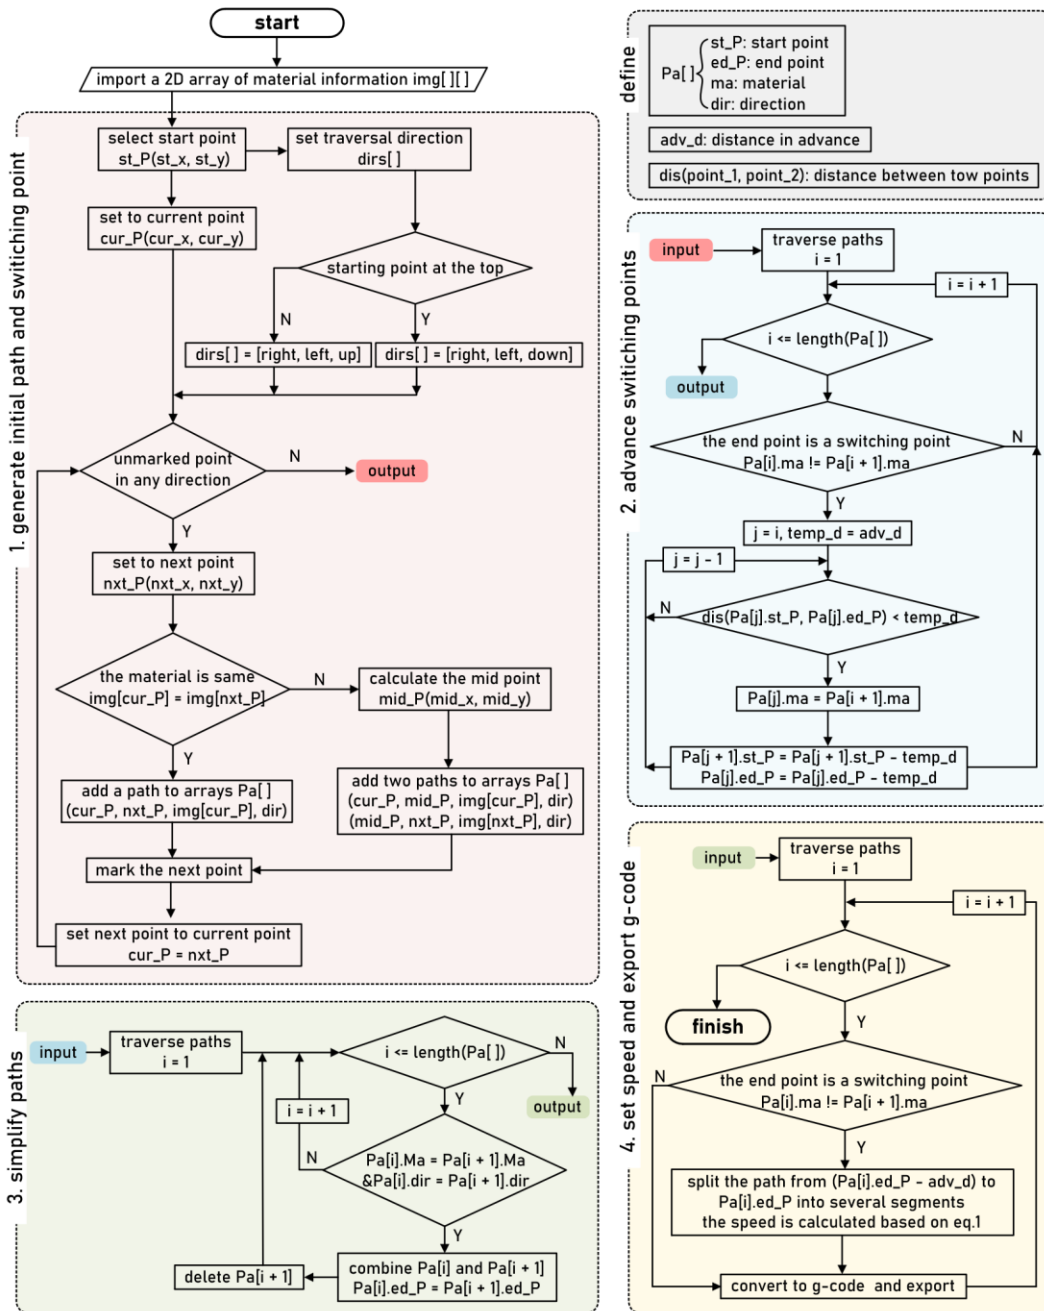 start
import a 2D array of material information img[ ][ ]
1. generate initial path and switiching point
select start point
st_P(st_x, st_y)
set traversal direction
dirs[ ]
set to current point
cur_P(cur_x, cur_y)
starting point at the top
N
Y
dirs[ ] = [right, left, up]
dirs[ ] = [right, left, down]
unmarked point
in any direction
N
output
Y
set to next point
nxt_P(nxt_x, nxt_y)
the material is same
img[cur_P] = img[nxt_P]
N
calculate the mid point
mid_P(mid_x, mid_y)
Y
add a path to arrays Pa[ ]
(cur_P, nxt_P, img[cur_P], dir)
add two paths to arrays Pa[ ]
(cur_P, mid_P, img[cur_P], dir)
(mid_P, nxt_P, img[nxt_P], dir)
mark the next point
set next point to current point
cur_P = nxt_P
define
Pa[ ]
st_P: start point
ed_P: end point
ma: material
dir: direction
adv_d: distance in advance
dis(point_1, point_2): distance between tow points
2. advance switiching points
input
traverse paths
i = 1
i = i + 1
i <= length(Pa[ ])
output
the end point is a switching point
Pa[i].ma != Pa[i + 1].ma
N
Y
j = i, temp_d = adv_d
j = j - 1
N
dis(Pa[j].st_P, Pa[j].ed_P) < temp_d
Y
Pa[j].ma = Pa[i + 1].ma
Pa[j + 1].st_P = Pa[j + 1].st_P - temp_d
Pa[j].ed_P = Pa[j].ed_P - temp_d
3. simplify paths
input
traverse paths
i = 1
i <= length(Pa[ ])
N
output
Y
i = i + 1
N
Pa[i].Ma = Pa[i + 1].Ma
&Pa[i].dir = Pa[i + 1].dir
Y
combine Pa[i] and Pa[i + 1]
Pa[i].ed_P = Pa[i + 1].ed_P
delete Pa[i + 1]
4. set speed and export g-code
input
traverse paths
i = 1
i = i + 1
i <= length(Pa[ ])
finish
Y
N
the end point is a switching point
Pa[i].ma != Pa[i + 1].ma
Y
split the path from (Pa[i].ed_P - adv_d) to
Pa[i].ed_P into several segments
the speed is calculated based on eq.1
convert to g-code and export